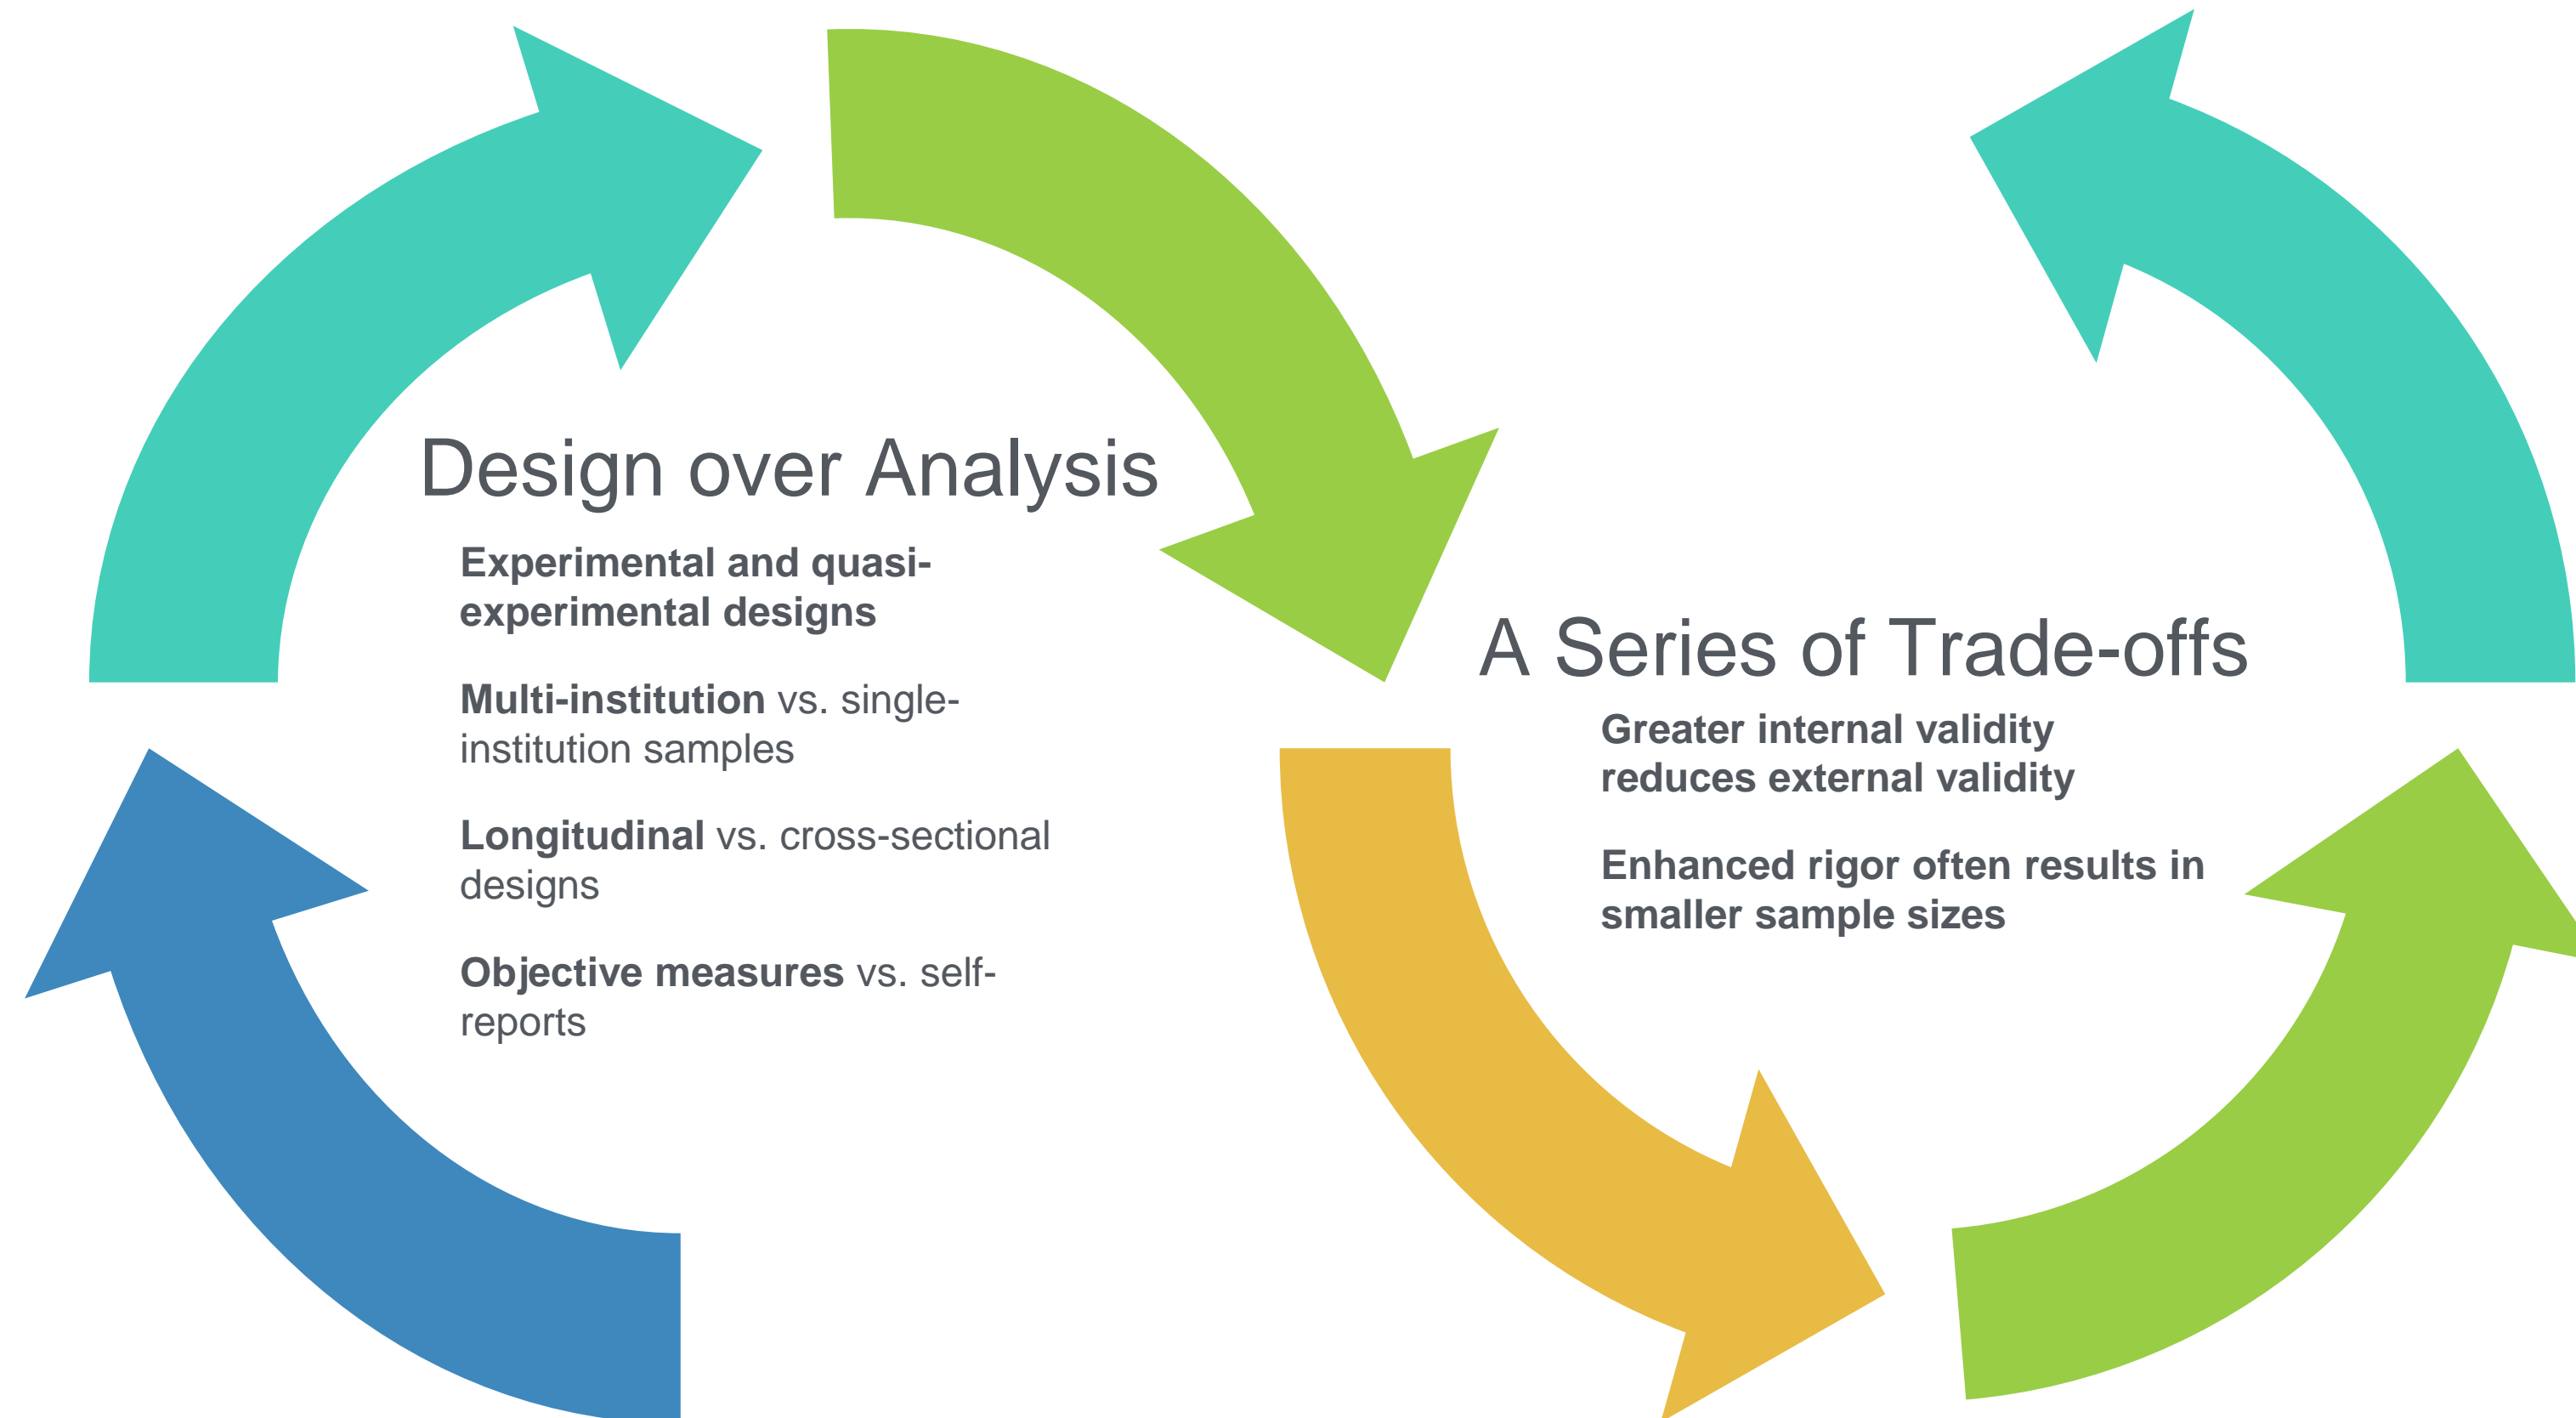 Design over Analysis
Experimental and quasi-
experimental designs
Multi-institution vs. single-
institution samples
Longitudinal vs. cross-sectional
designs
Objective measures vs. self-
reports
A Series of Trade-offs
Greater internal validity
reduces external validity
Enhanced rigor often results in
smaller sample sizes